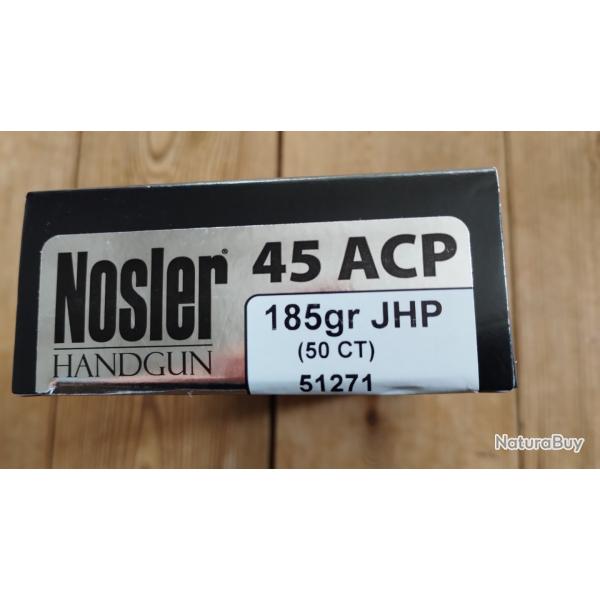 Nosler® 45 ACP
HANDGUN
185gr JHP
(50 CT)
51271
NaturaBuy